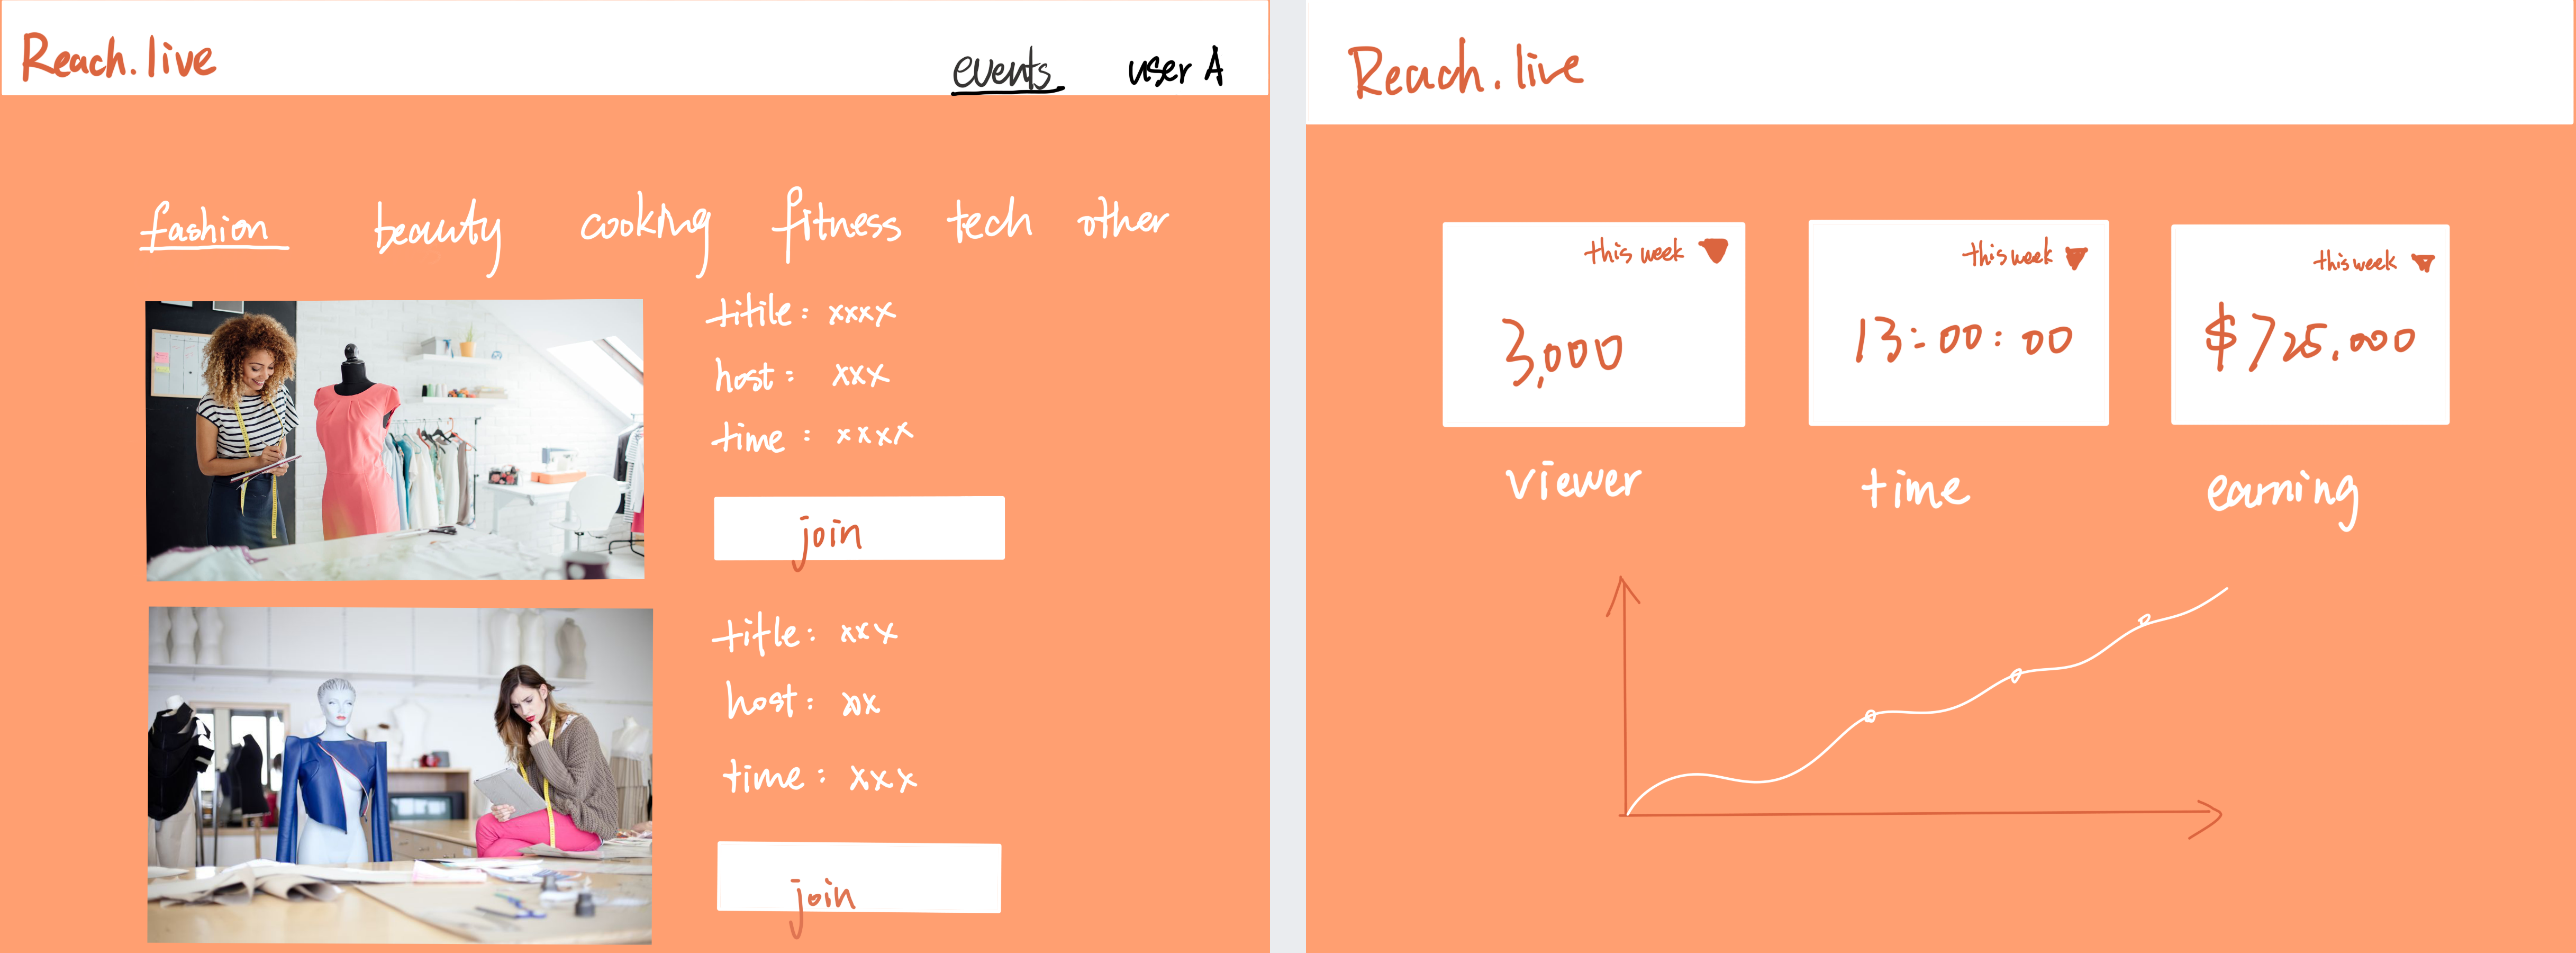 Reach.live
events user A
fashion beauty cooking fitness tech other
titile: xxxx
host: xxx
time: xxxx
join
title: xxx
host: xx
time: xxx
join
Reach.live
this week
3,000
viewer
this week
13:00:00
time
this week
$725.000
earning